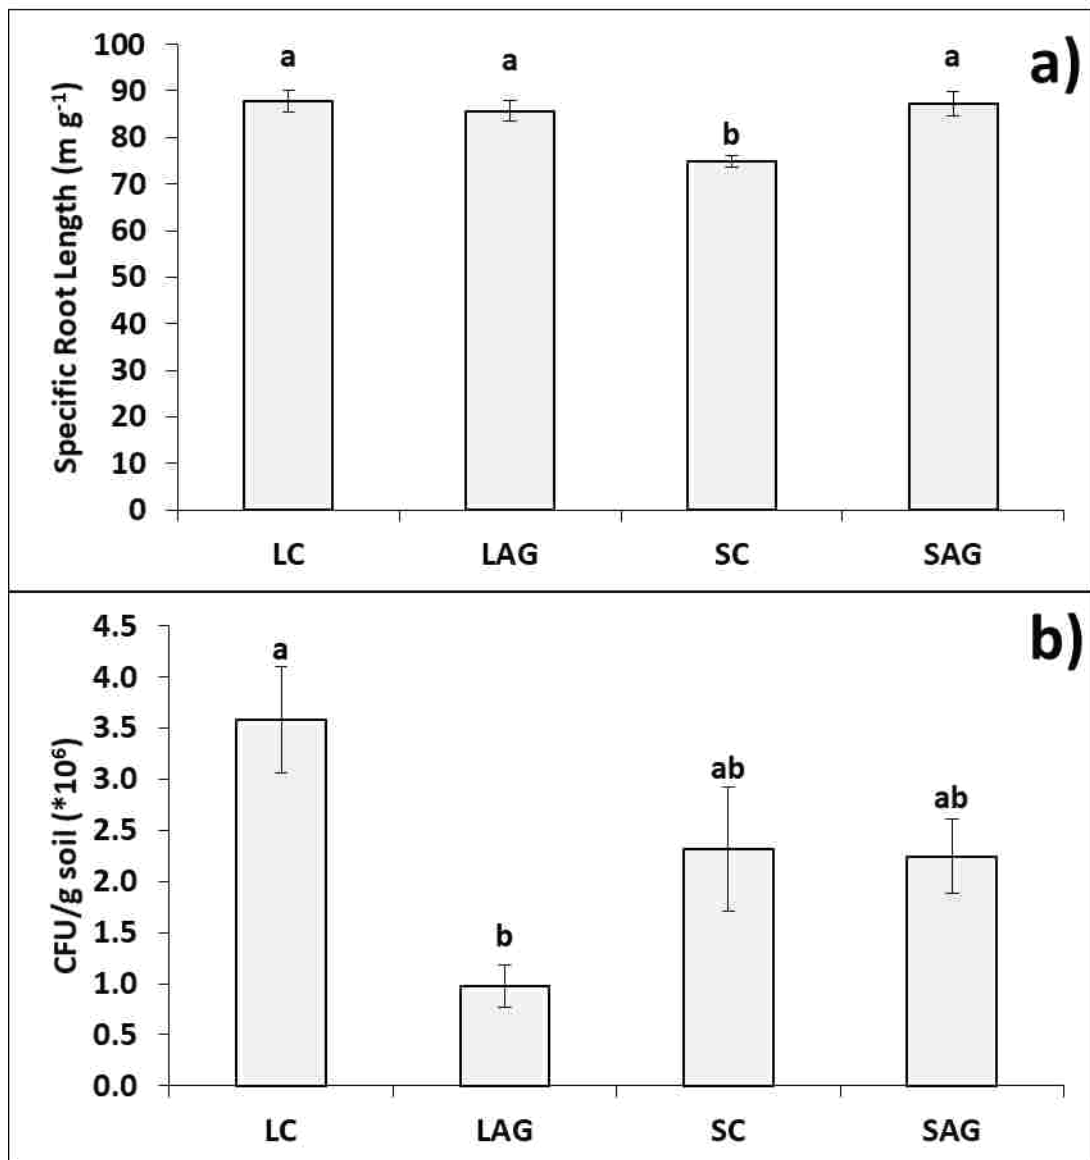 a)
Specific Root Length (m g⁻¹)
100
90
80
70
60
50
40
30
20
10
0
a
a
b
a
LC
LAG
SC
SAG
b)
CFU/g soil (*10⁶)
4.5
4.0
3.5
3.0
2.5
2.0
1.5
1.0
0.5
0.0
a
b
ab
ab
LC
LAG
SC
SAG